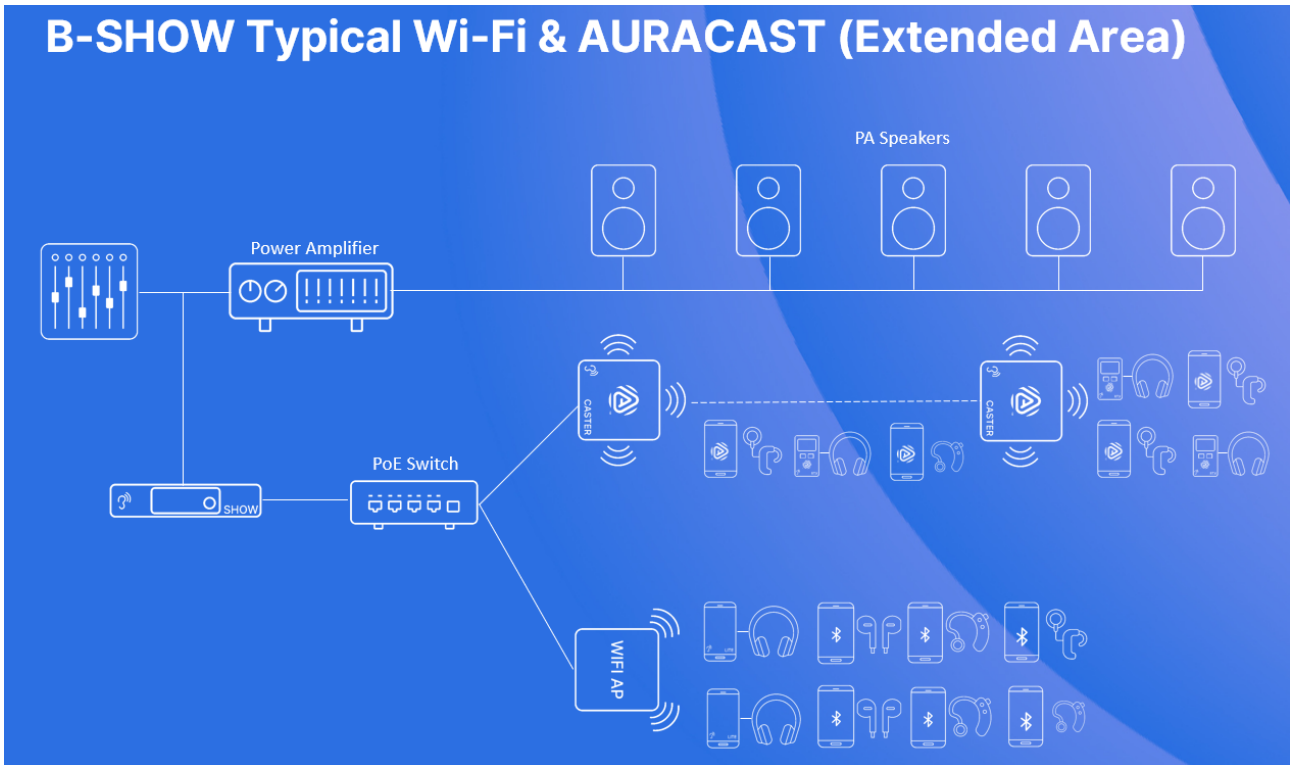 B-SHOW Typical Wi-Fi & AURACAST (Extended Area)
PA Speakers
Power Amplifier
CASTER
CASTER
PoE Switch
SHOW
WIFI AP